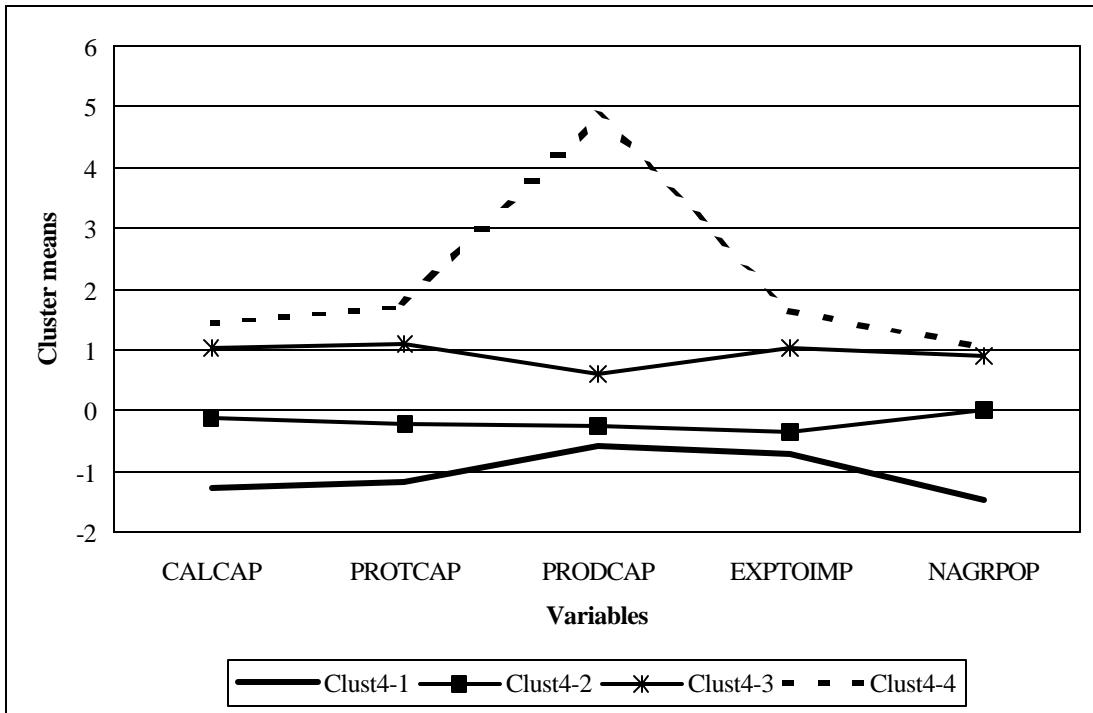 6
5
4
3
2
1
0
-1
-2
Cluster means
CALCAP PROTCAP PRODCAP EXPTOIMP NAGRPOP
Variables
Clust4-1 Clust4-2 Clust4-3 Clust4-4